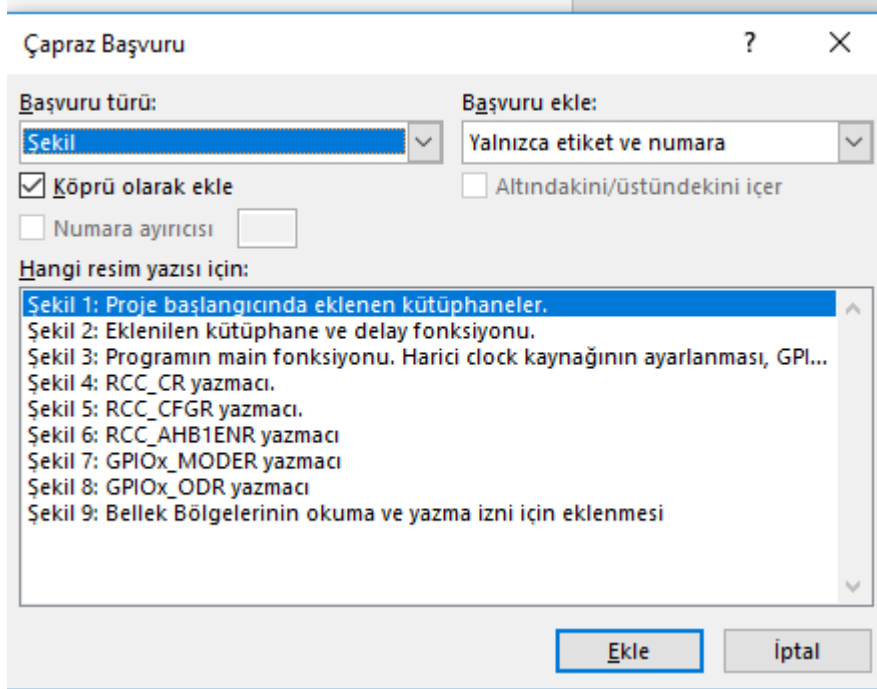 Çapraz Başvuru ?
Başvuru türü: Başvuru ekle:
Şekil Yalnızca etiket ve numara
Köprü olarak ekle Altındakini/üstündekini içer
Numara ayırıcısı
Hangi resim yazısı için:
Şekil 1: Proje başlangıcında eklenen kütüphaneler.
Şekil 2: Eklenilen kütüphane ve delay fonksiyonu.
Şekil 3: Programın main fonksiyonu. Harici clock kaynağının ayarlanması, GPI...
Şekil 4: RCC_CR yazmacı.
Şekil 5: RCC_CFGR yazmacı.
Şekil 6: RCC_AHB1ENR yazmacı
Şekil 7: GPIOx_MODER yazmacı
Şekil 8: GPIOx_ODR yazmacı
Şekil 9: Bellek Bölgelerinin okuma ve yazma izni için eklenmesi
Ekle İptal